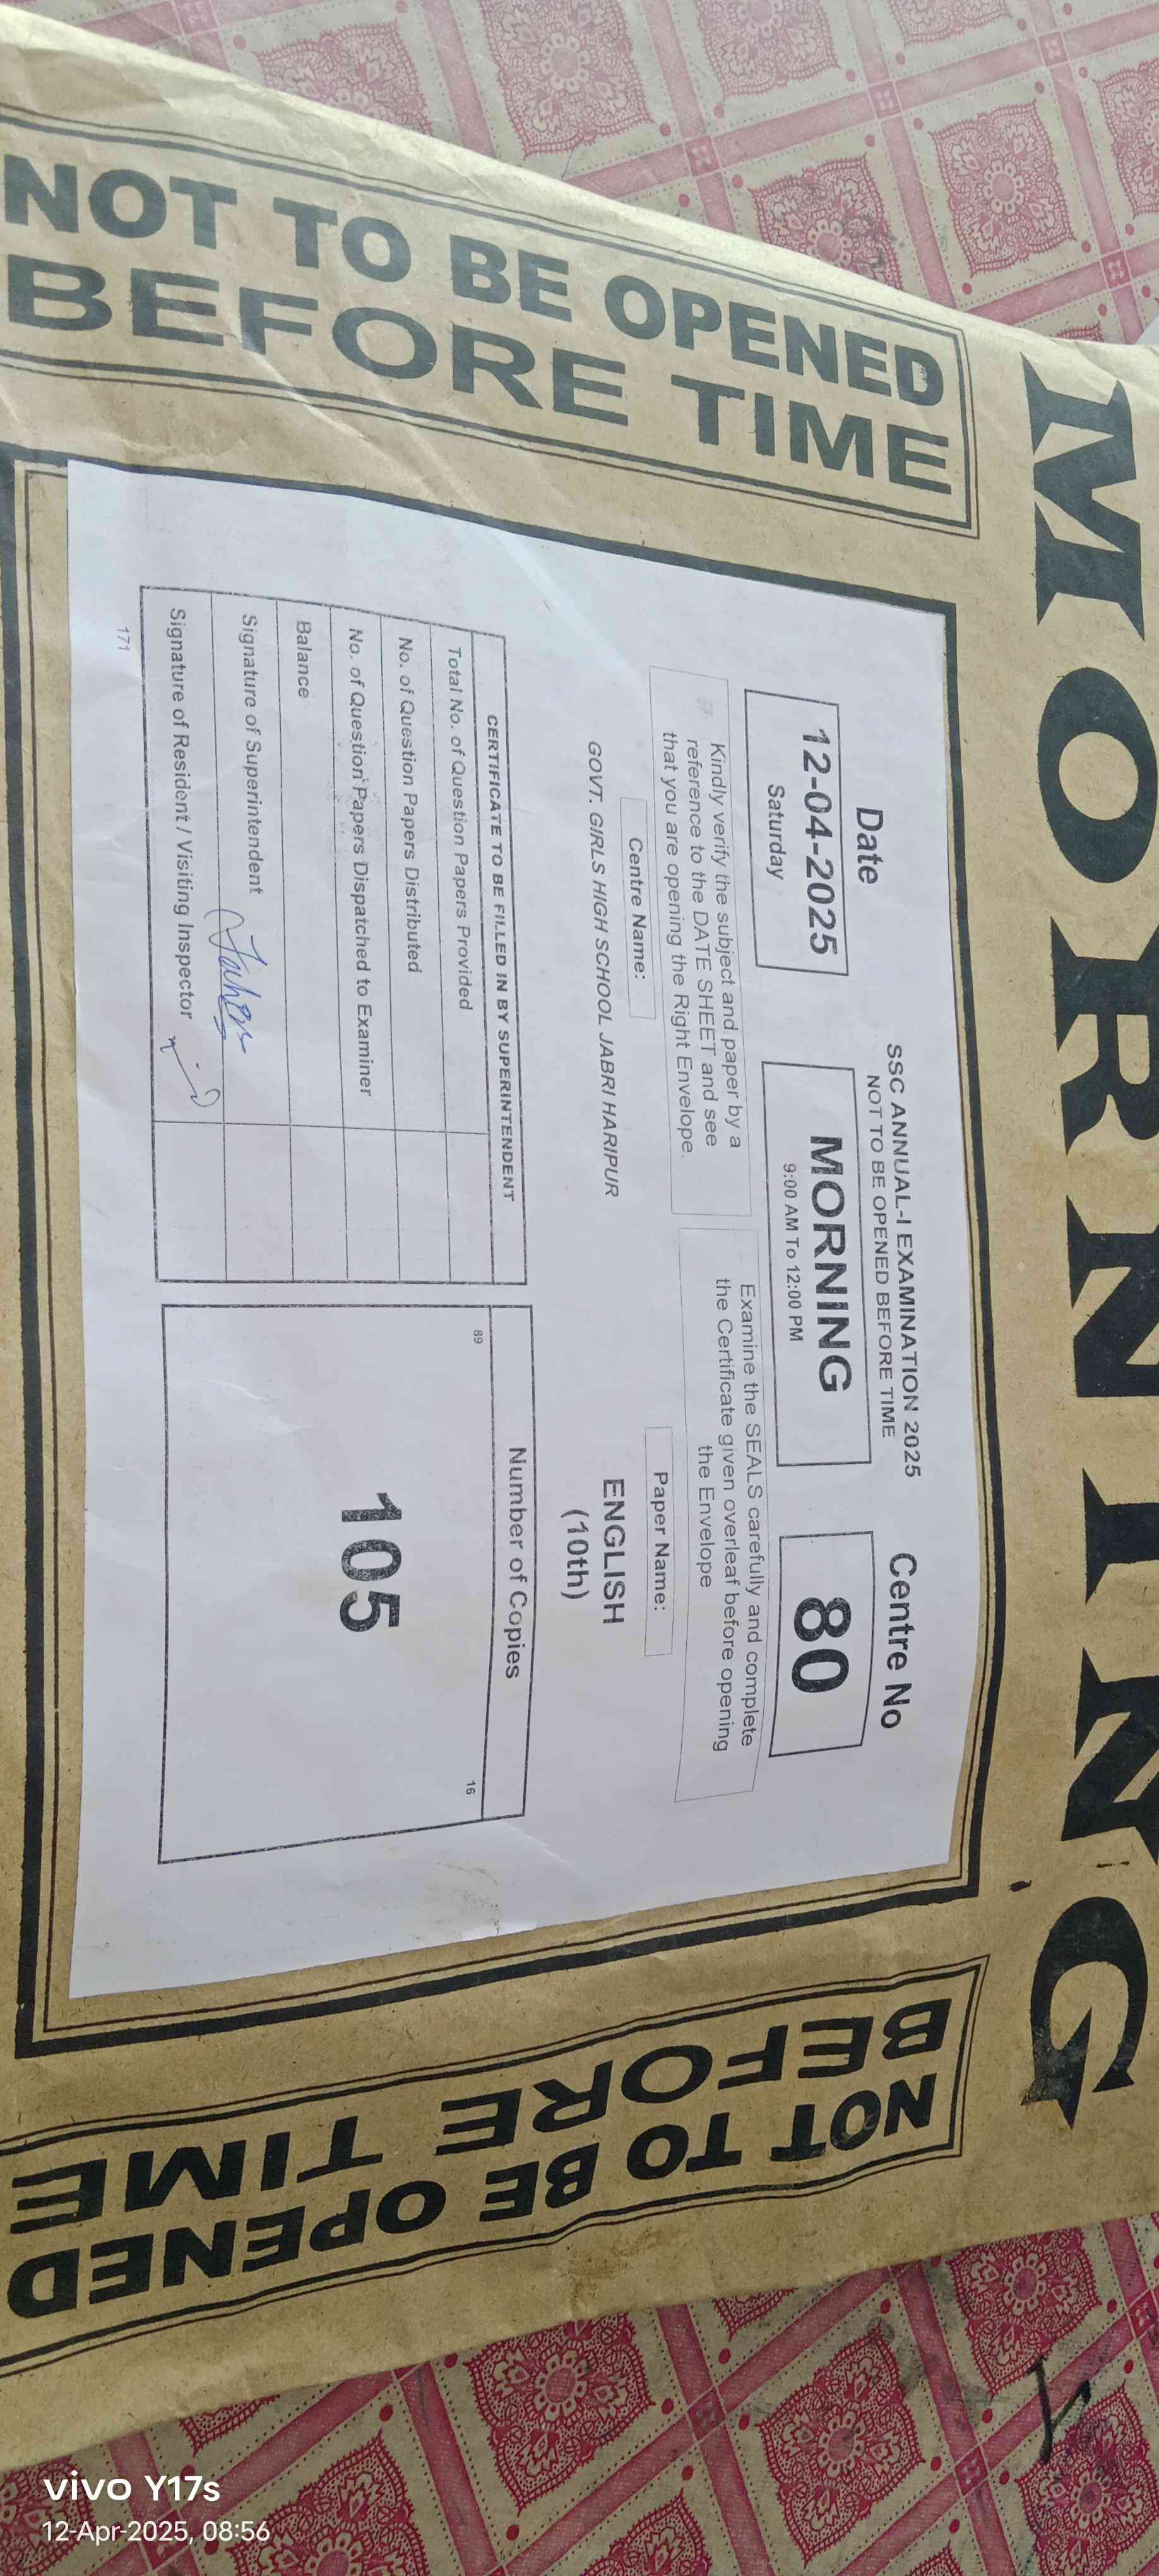 MORNING
NOT TO BE OPENED
BEFORE TIME
SSC ANNUAL-I EXAMINATION 2025
NOT TO BE OPENED BEFORE TIME
Date
12-04-2025
Saturday
MORNING
9:00 AM To 12:00 PM
Centre No
80
Kindly verify the subject and paper by a
reference to the DATE SHEET and see
that you are opening the Right Envelope.
Examine the SEALS carefully and complete
the Certificate given overleaf before opening
the Envelope
Centre Name:
GOVT. GIRLS HIGH SCHOOL JABRI HARIPUR
Paper Name:
ENGLISH
(10th)
CERTIFICATE TO BE FILLED IN BY SUPERINTENDENT
Total No. of Question Papers Provided
No. of Question Papers Distributed
No. of Question Papers Dispatched to Examiner
Balance
Signature of Superintendent
Signature of Resident / Visiting Inspector
171
Number of Copies
89
16
105
NOT TO BE OPENED
BEFORE TIME
vivo Y17s
12-Apr-2025, 08:56